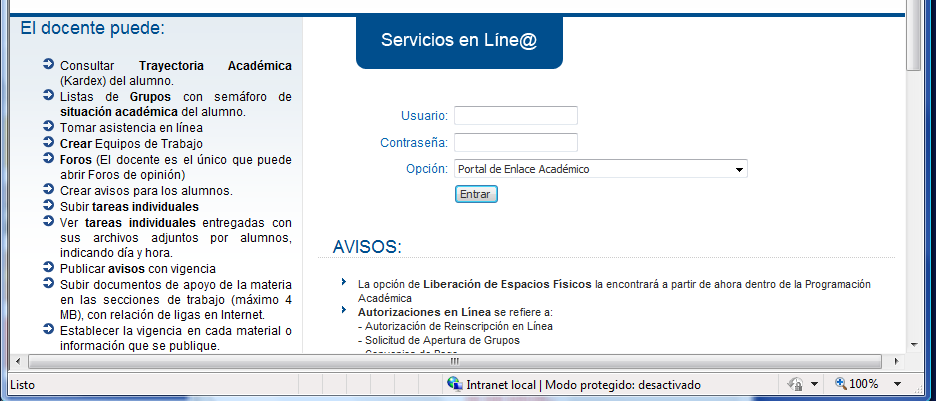 El docente puede:
Consultar Trayectoria Académica
(Kardex) del alumno.
Listas de Grupos con semáforo de
situación académica del alumno.
Tomar asistencia en línea
Crear Equipos de Trabajo
Foros (El docente es el único que puede
abrir Foros de opinión)
Crear avisos para los alumnos.
Subir tareas individuales
Ver tareas individuales entregadas con
sus archivos adjuntos por alumnos,
indicando día y hora.
Publicar avisos con vigencia
Subir documentos de apoyo de la materia
en las secciones de trabajo (máximo 4
MB), con relación de ligas en Internet.
Establecer la vigencia en cada material o
información que se publique.
Servicios en Líne@
Usuario:
Contraseña:
Opción: Portal de Enlace Académico
Entrar
AVISOS:
La opción de Liberación de Espacios Físicos la encontrará a partir de ahora dentro de la Programación
Académica
Autorizaciones en Línea se refiere a:
- Autorización de Reinscripción en Línea
- Solicitud de Apertura de Grupos
- Convenios de Pago
Listo
Intranet local | Modo protegido: desactivado
100%